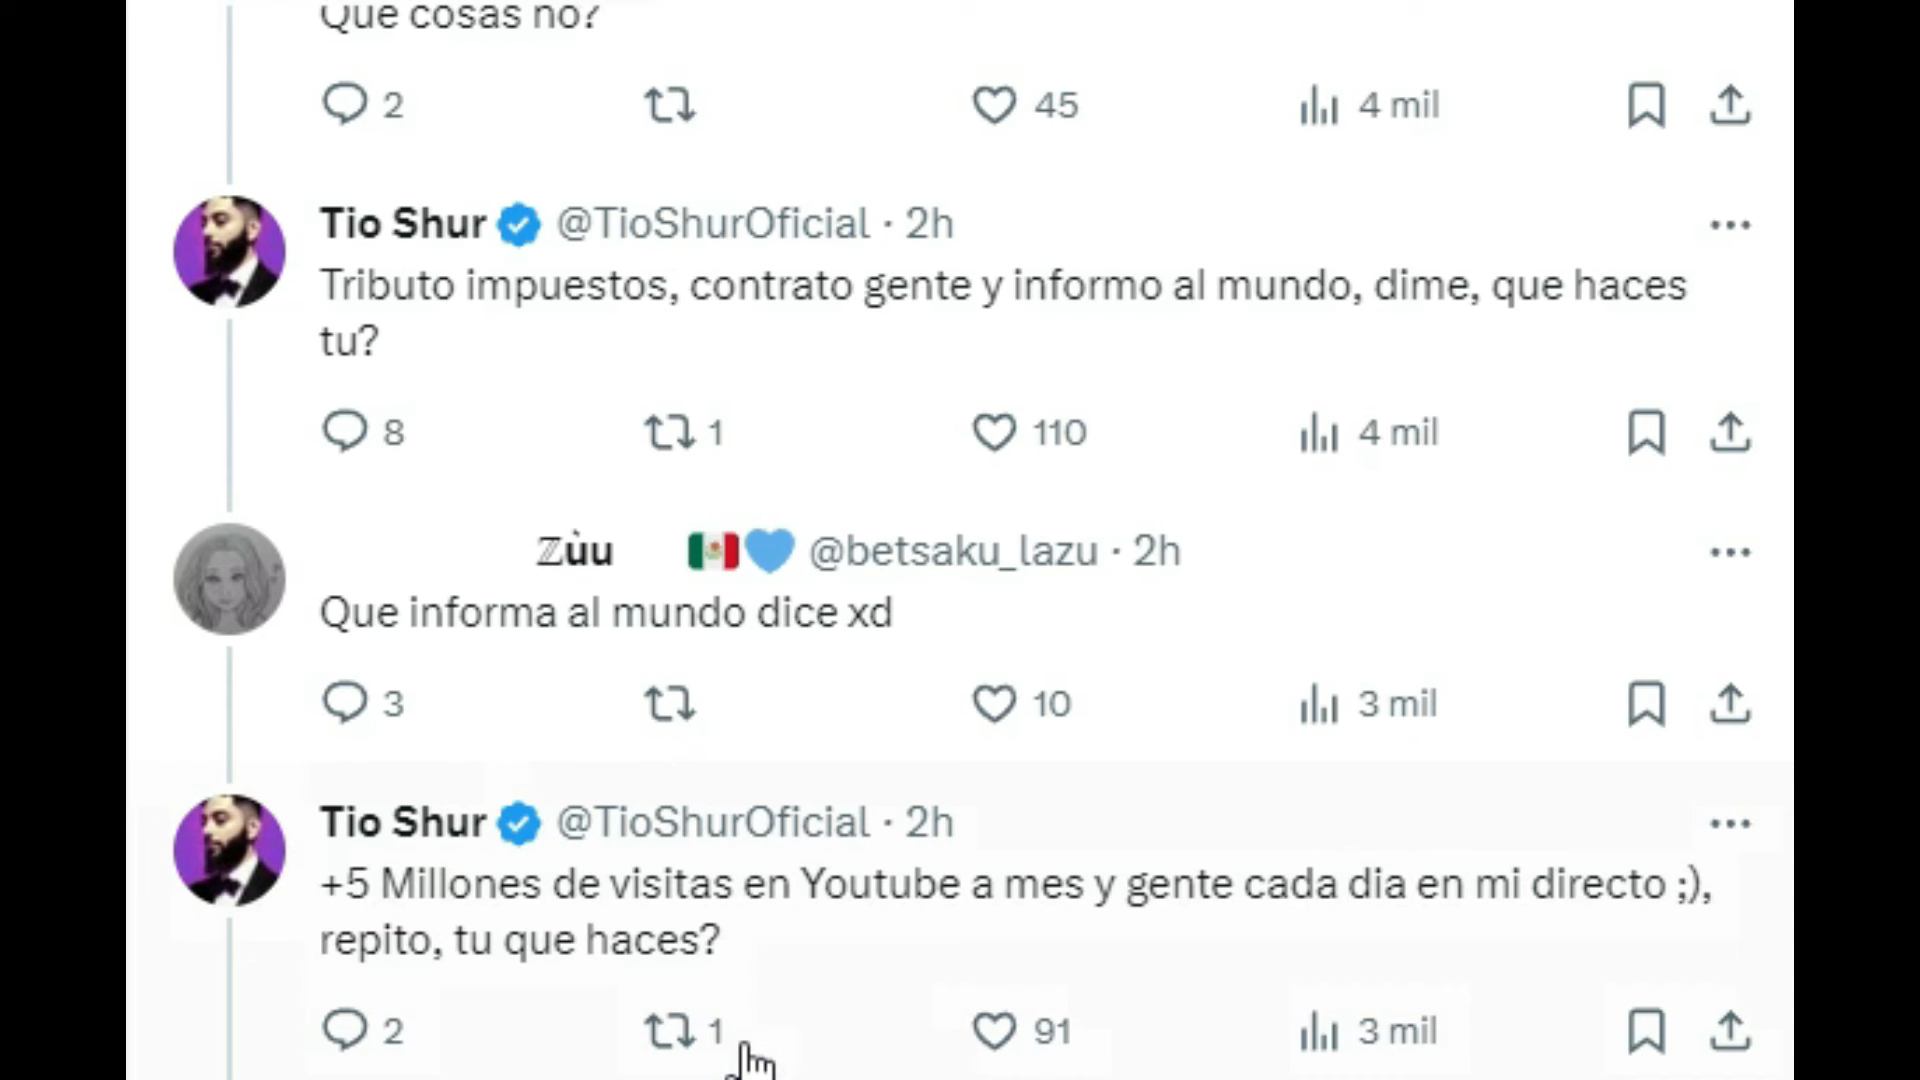 Que cosas no?
2 45 4 mil
Tio Shur @TioShurOficial · 2h
Tributo impuestos, contrato gente y informo al mundo, dime, que haces
tu?
8 1 110 4 mil
ℤùu 🇲🇽💙 @betsaku_lazu · 2h
Que informa al mundo dice xd
3 10 3 mil
Tio Shur @TioShurOficial · 2h
+5 Millones de visitas en Youtube a mes y gente cada dia en mi directo ;),
repito, tu que haces?
2 1 91 3 mil